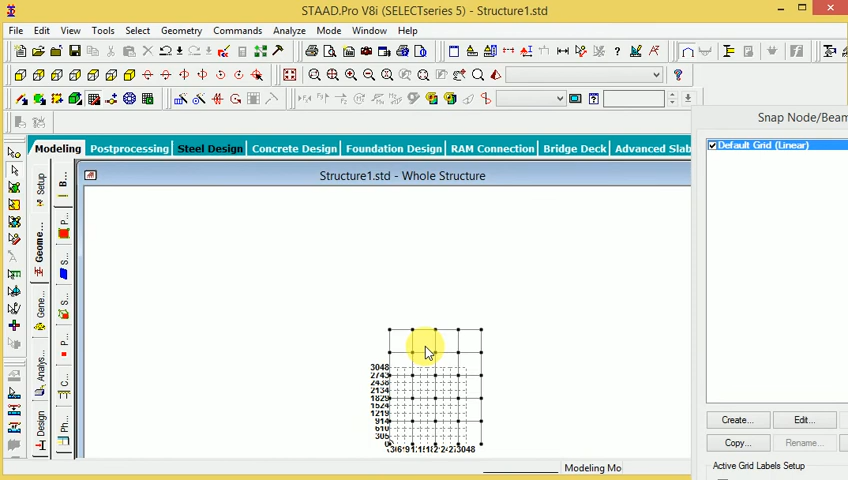 STAAD.Pro V8i (SELECTseries 5) - Structure1.std
File Edit View Tools Select Geometry Commands Analyze Mode Window Help
Snap Node/Beam
Modeling Postprocessing Steel Design Concrete Design Foundation Design RAM Connection Bridge Deck Advanced Slab
Default Grid (Linear)
Structure1.std - Whole Structure
Setup
B...
P...
Geome...
S...
Gene...
S...
P...
Analys...
C...
Design
Ph...
3048
2743
2438
2134
1829
1524
1219
914
610
305
0
3048
Create... Edit...
Copy... Rename...
Active Grid Labels Setup
Modeling Mo